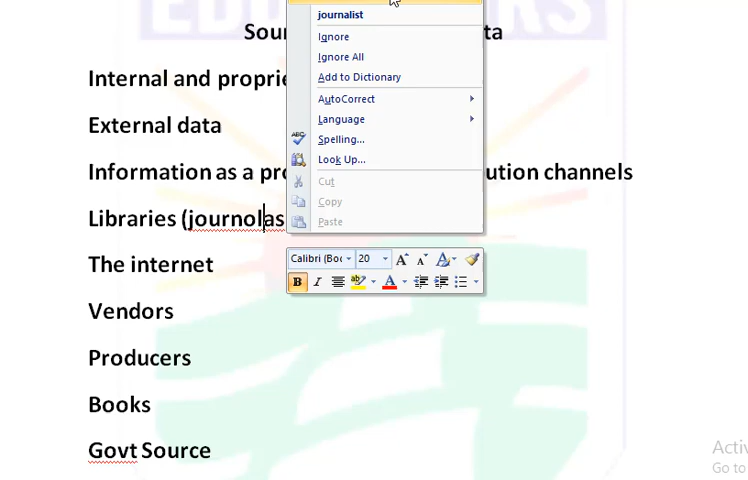 Sour ta
journalist
Ignore
Ignore All
Add to Dictionary
AutoCorrect
Language
Spelling...
Look Up...
Cut
Copy
Paste
Internal and proprie
External data
Information as a pro ution channels
Libraries (journolas
Calibri (Bo 20
The internet
Vendors
Producers
Books
Govt Source
Activ
Go to